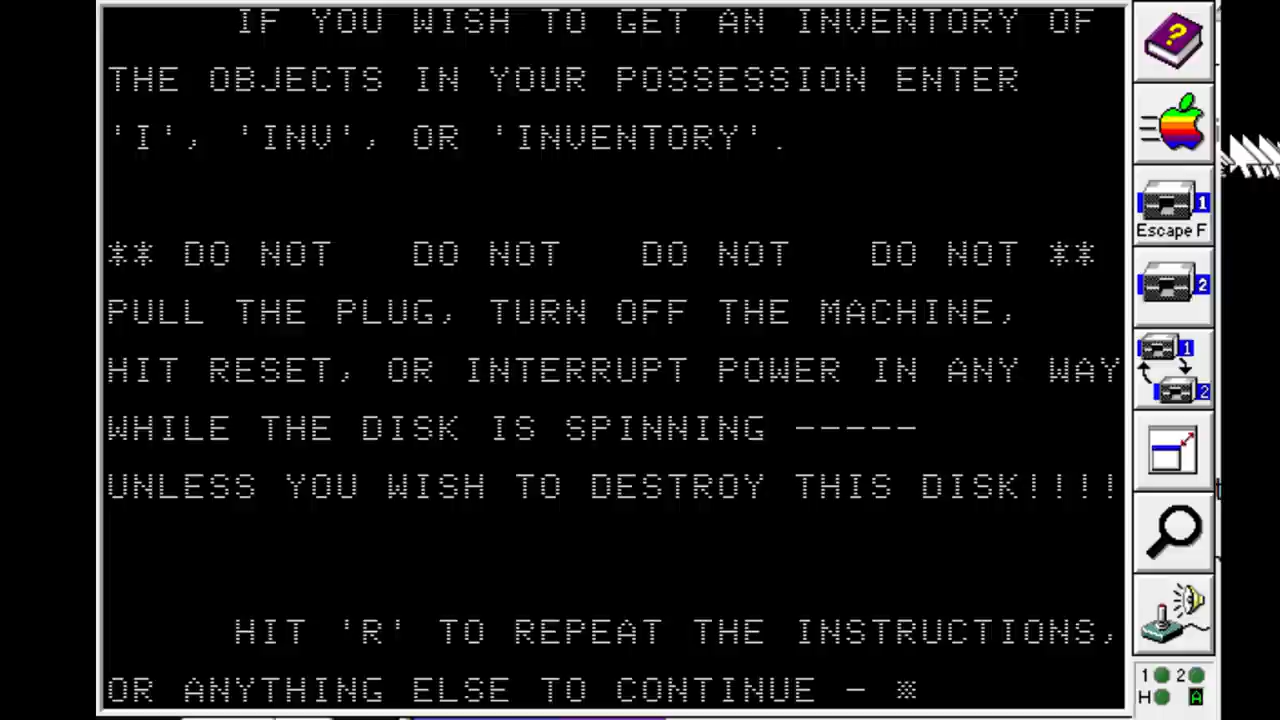 IF YOU WISH TO GET AN INVENTORY OF
THE OBJECTS IN YOUR POSSESSION ENTER
'I', 'INV', OR 'INVENTORY'.
** DO NOT DO NOT DO NOT DO NOT **
PULL THE PLUG, TURN OFF THE MACHINE,
HIT RESET, OR INTERRUPT POWER IN ANY WAY
WHILE THE DISK IS SPINNING -----
UNLESS YOU WISH TO DESTROY THIS DISK!!!!
HIT 'R' TO REPEAT THE INSTRUCTIONS,
OR ANYTHING ELSE TO CONTINUE - *
?
1
Escape F
2
1
2
1 2
H A